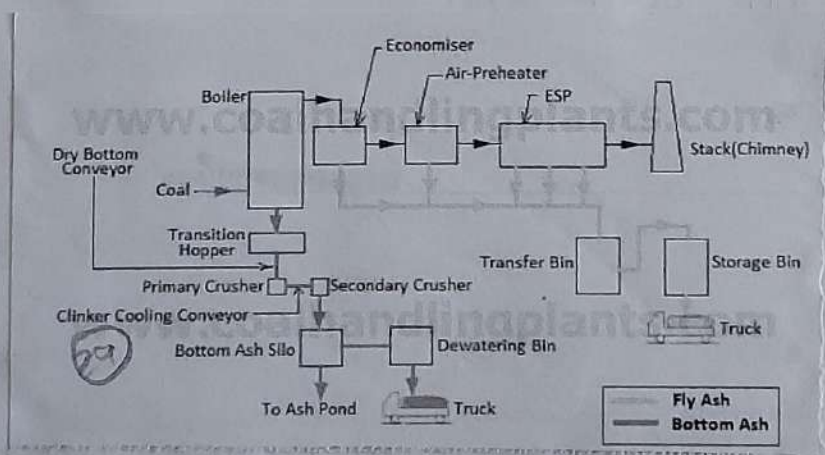 Economiser
Air-Preheater
Boiler
ESP
www.coalhandlingplants.com
Dry Bottom
Conveyor
Stack(Chimney)
Coal
Transition
Hopper
Transfer Bin
Storage Bin
Primary Crusher
Secondary Crusher
Clinker Cooling Conveyor
www.coalhandlingplants.com
Truck
Bottom Ash Silo
Dewatering Bin
To Ash Pond
Truck
Fly Ash
Bottom Ash